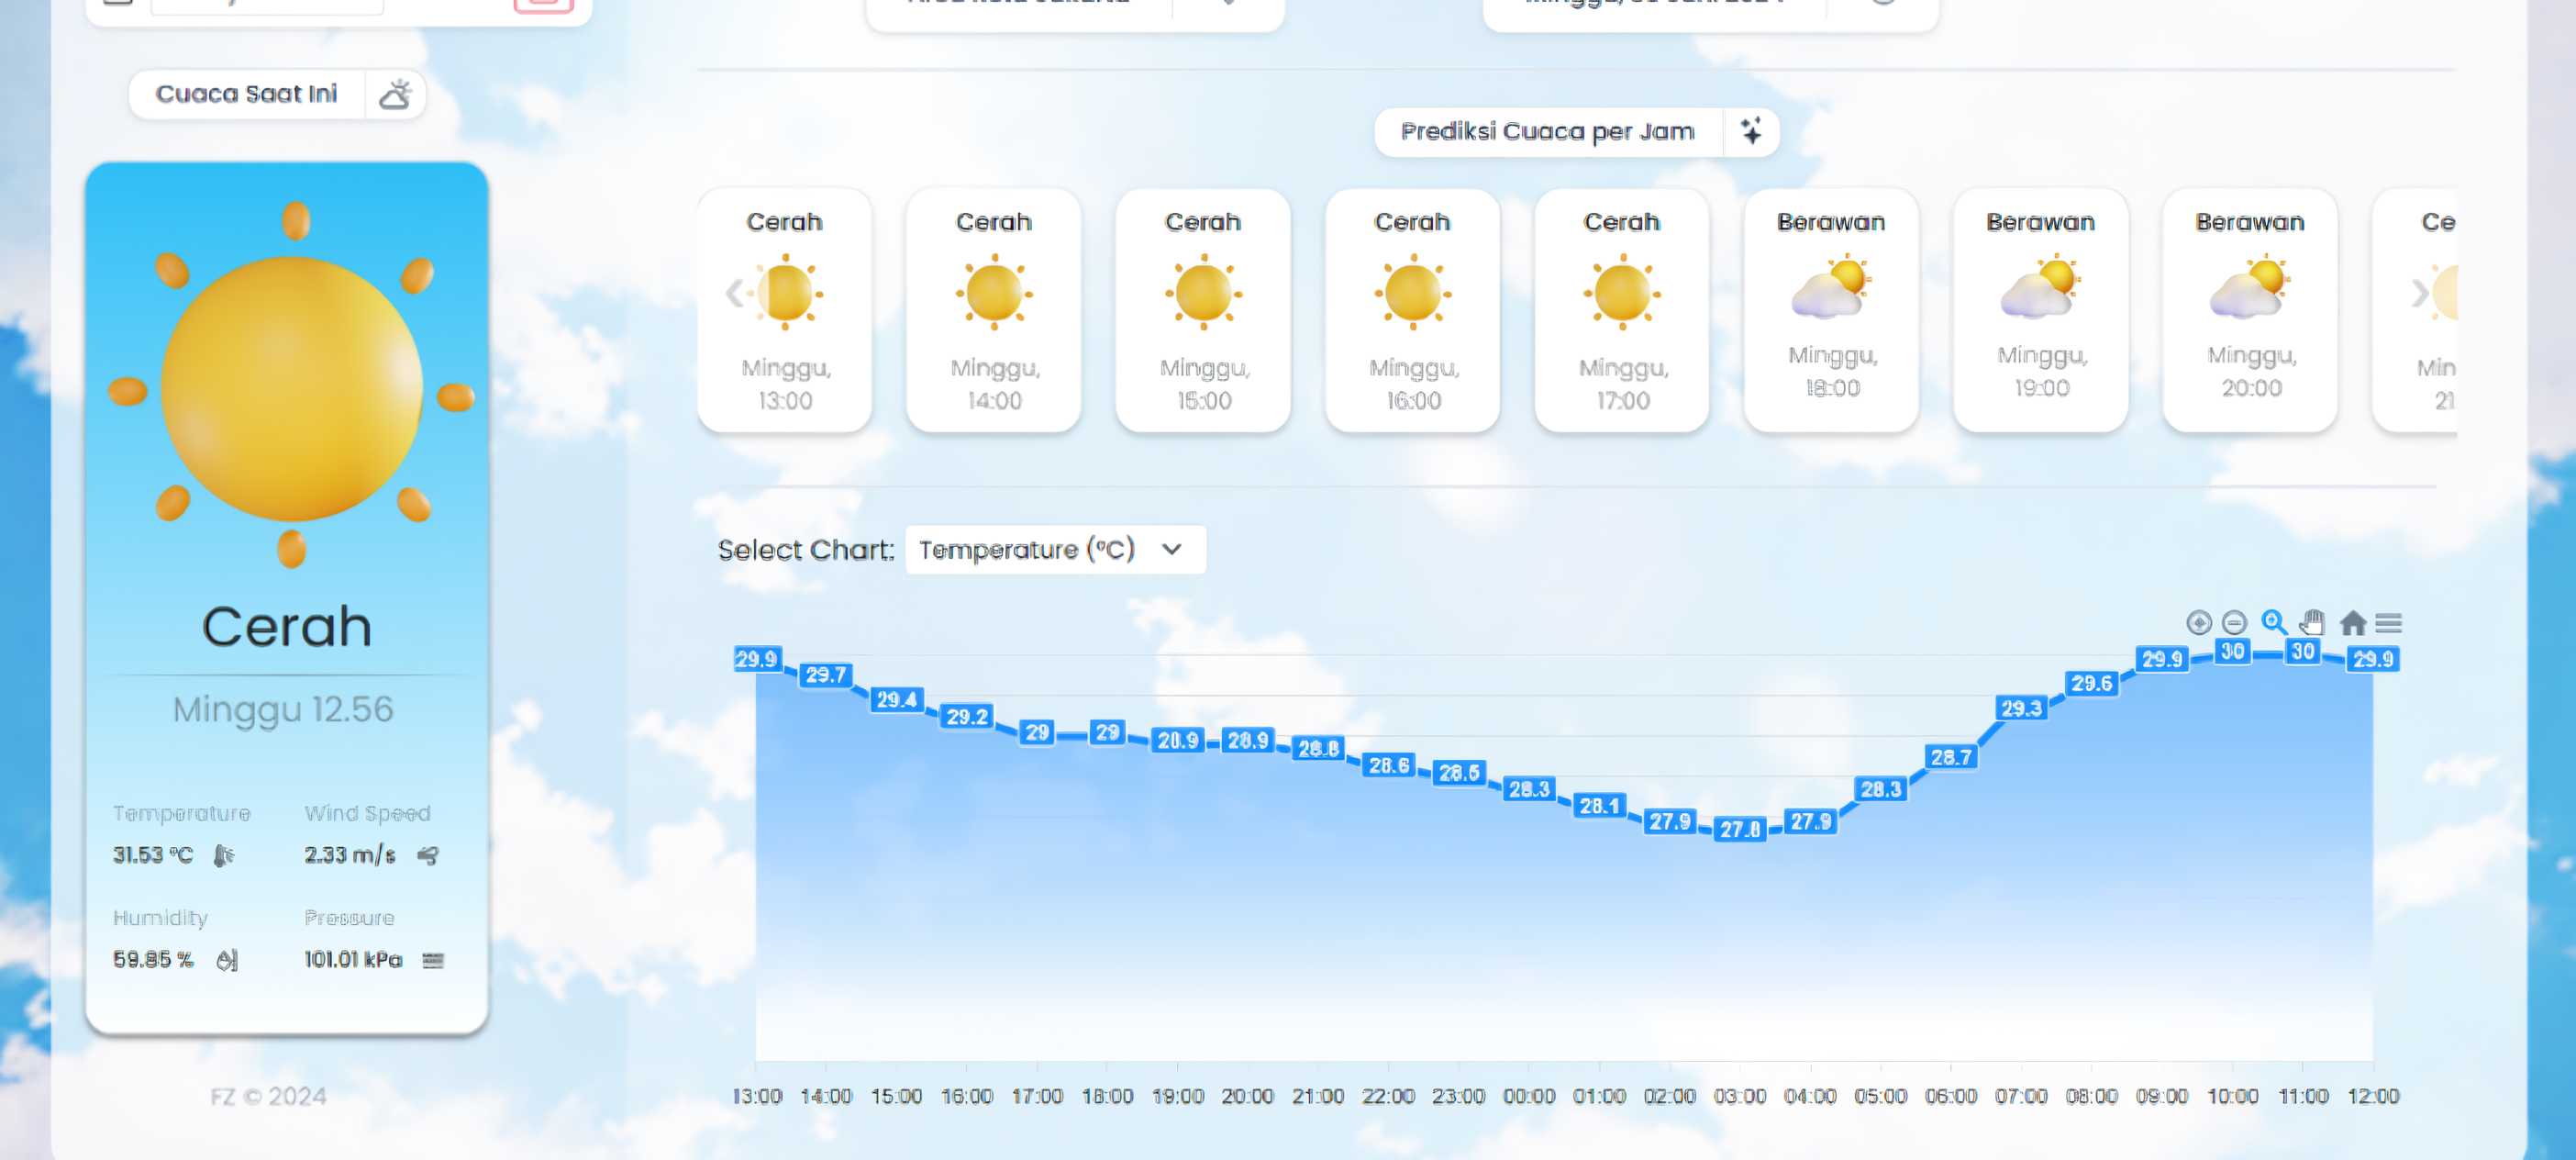 Cuaca Saat Ini
Cerah
Minggu 12.56
Temperature
31.53 °C
Wind Speed
2.33 m/s
Humidity
59.85 %
Pressure
101.01 kPa
FZ © 2024
Prediksi Cuaca per Jam
Cerah
Minggu,
13:00
Cerah
Minggu,
14:00
Cerah
Minggu,
15:00
Cerah
Minggu,
16:00
Cerah
Minggu,
17:00
Berawan
Minggu,
18:00
Berawan
Minggu,
19:00
Berawan
Minggu,
20:00
Ce
Min
21
Select Chart: Temperature (°C)
29.9 29.7 29.4 29.2 29 29 28.9 28.9 28.8 28.6 28.5 28.3 28.1 27.9 27.8 27.9 28.3 28.7 29.3 29.6 29.9 30 30 29.9
13:00 14:00 15:00 16:00 17:00 18:00 19:00 20:00 21:00 22:00 23:00 00:00 01:00 02:00 03:00 04:00 05:00 06:00 07:00 08:00 09:00 10:00 11:00 12:00